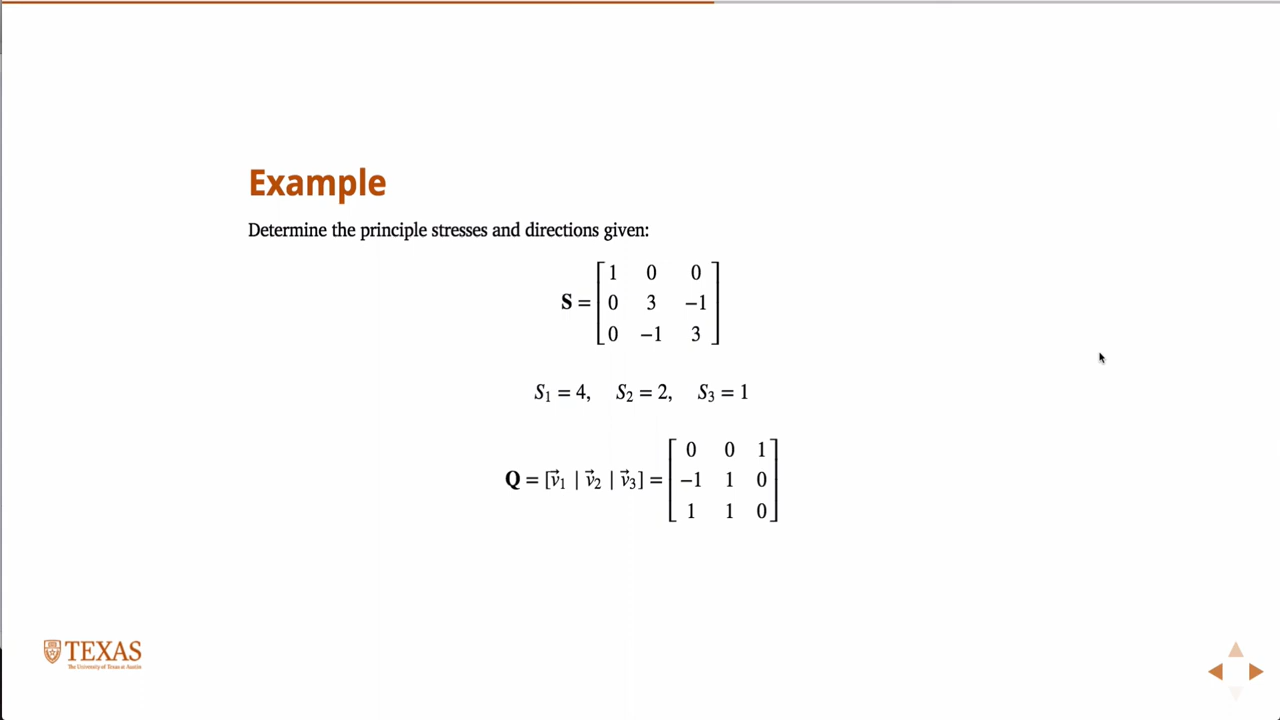 Example
Determine the principle stresses and directions given:
S = [1 0 0
0 3 −1
0 −1 3]
S₁ = 4, S₂ = 2, S₃ = 1
Q = [v⃗₁ | v⃗₂ | v⃗₃] = [0 0 1
−1 1 0
1 1 0]
TEXAS
The University of Texas at Austin